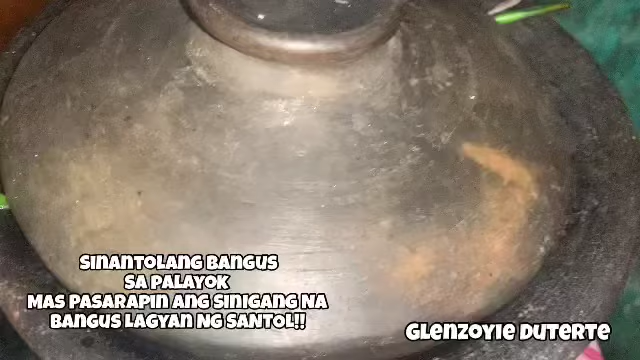 Sinantolang Bangus
sa Palayok
Mas Pasarapin ang Sinigang na
Bangus Lagyan ng Santol!!
Glenzoyie Duterte